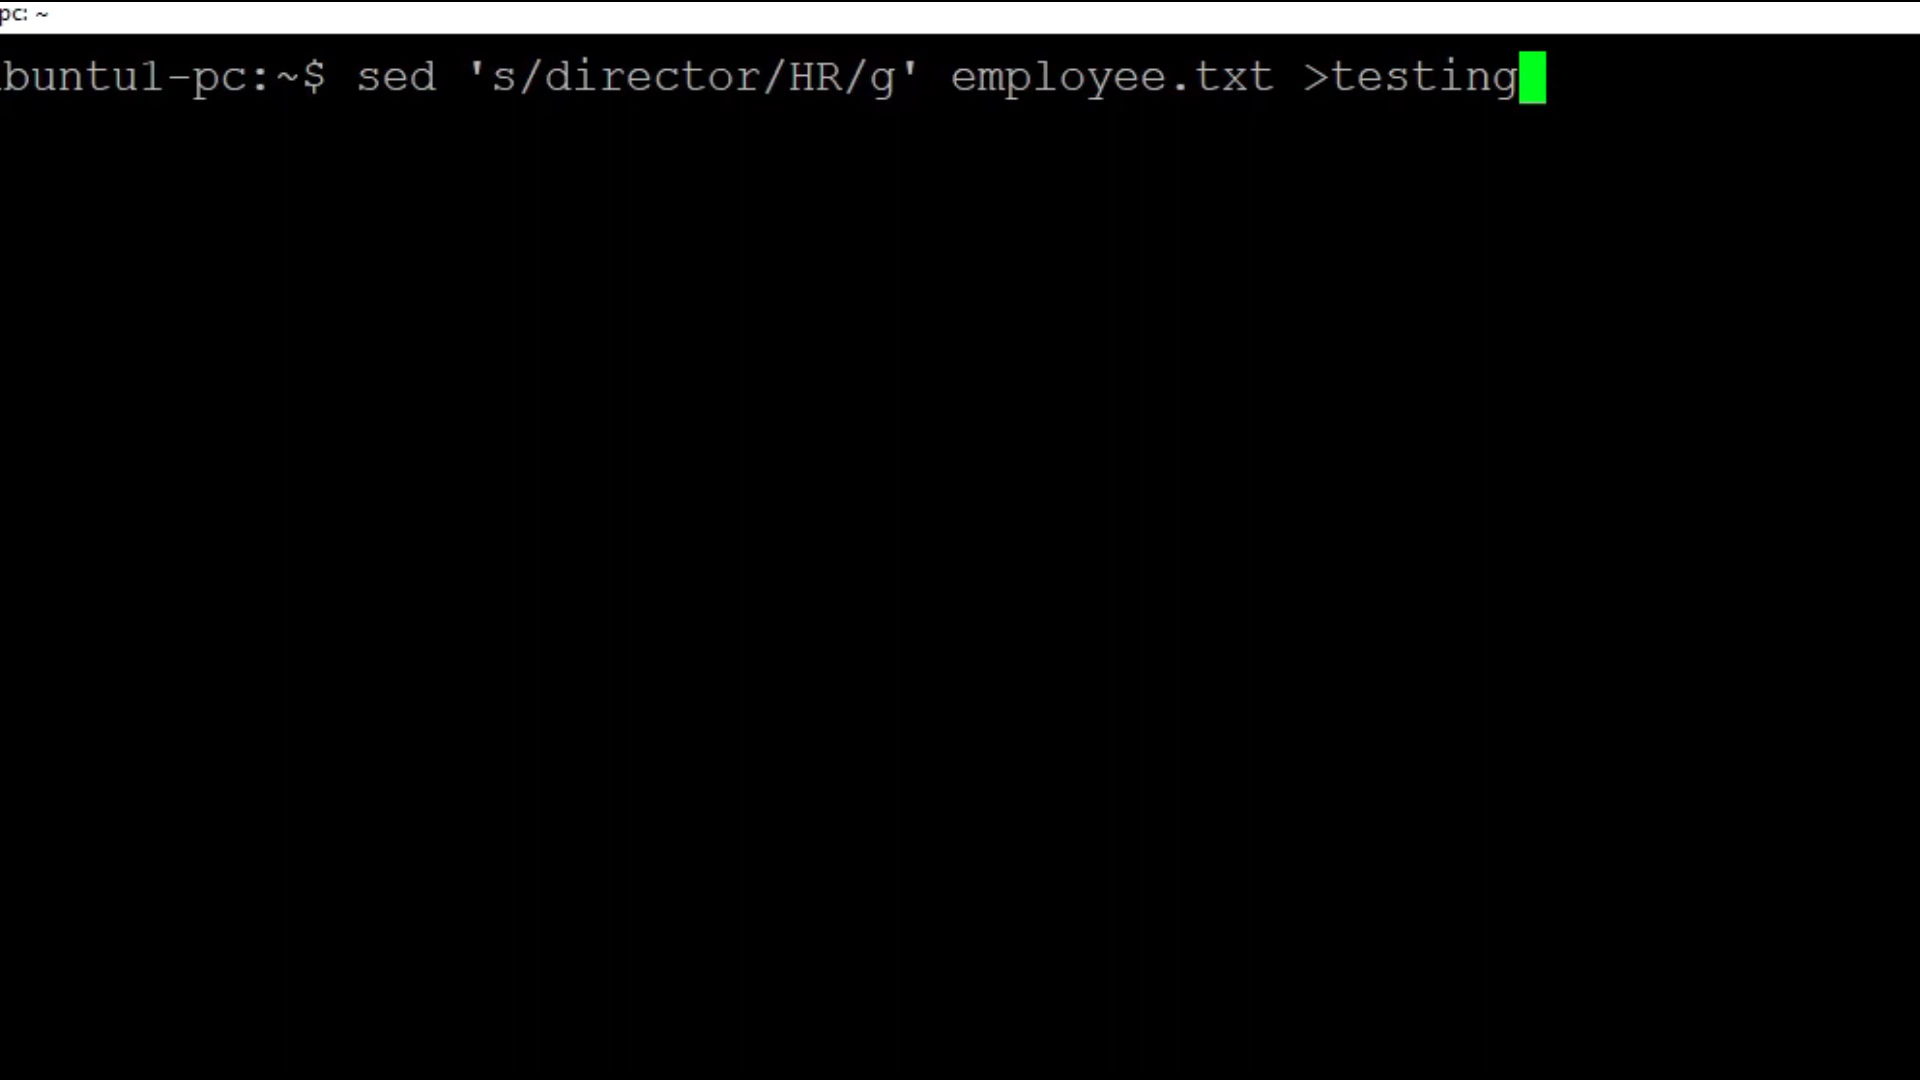 pc: ~
buntu1-pc:~$ sed 's/director/HR/g' employee.txt >testing